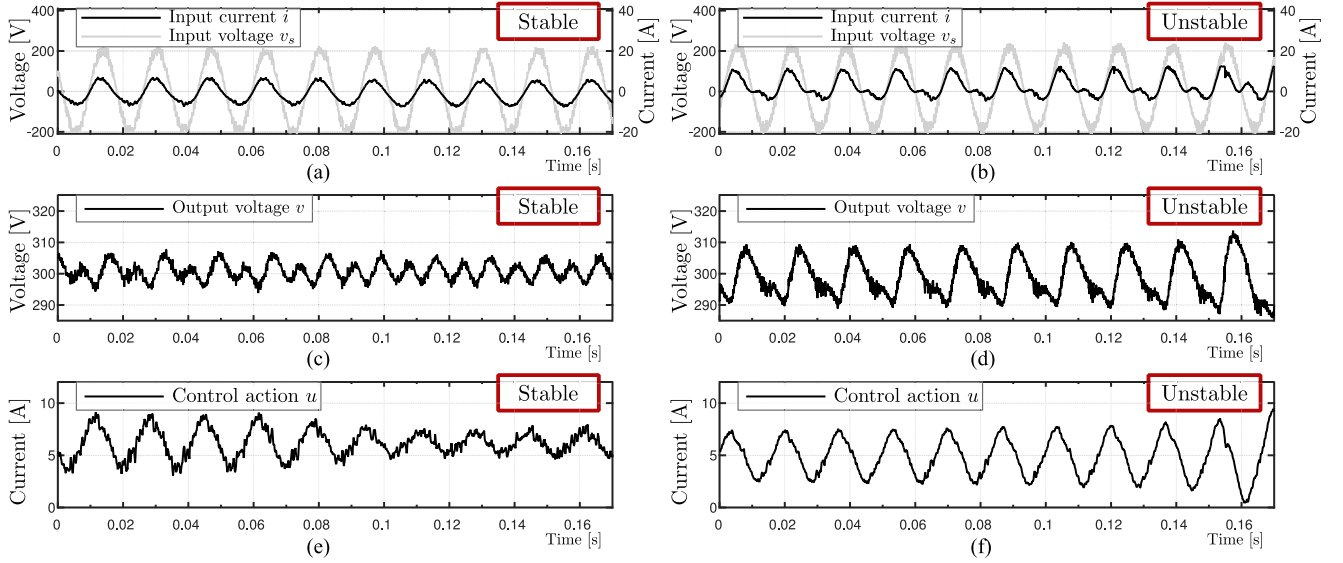 Input current i
Input voltage v_s
Stable
Voltage [V]
Current [A]
400
200
0
-200
40
20
0
-20
0 0.02 0.04 0.06 0.08 0.1 0.12 0.14 0.16
Time [s]
(a)
Input current i
Input voltage v_s
Unstable
Voltage [V]
Current [A]
400
200
0
-200
40
20
0
-20
0 0.02 0.04 0.06 0.08 0.1 0.12 0.14 0.16
Time [s]
(b)
Output voltage v
Stable
Voltage [V]
320
310
300
290
0 0.02 0.04 0.06 0.08 0.1 0.12 0.14 0.16
Time [s]
(c)
Output voltage v
Unstable
Voltage [V]
320
310
300
290
0 0.02 0.04 0.06 0.08 0.1 0.12 0.14 0.16
Time [s]
(d)
Control action u
Stable
Current [A]
10
5
0
0 0.02 0.04 0.06 0.08 0.1 0.12 0.14 0.16
Time [s]
(e)
Control action u
Unstable
Current [A]
10
5
0
0 0.02 0.04 0.06 0.08 0.1 0.12 0.14 0.16
Time [s]
(f)